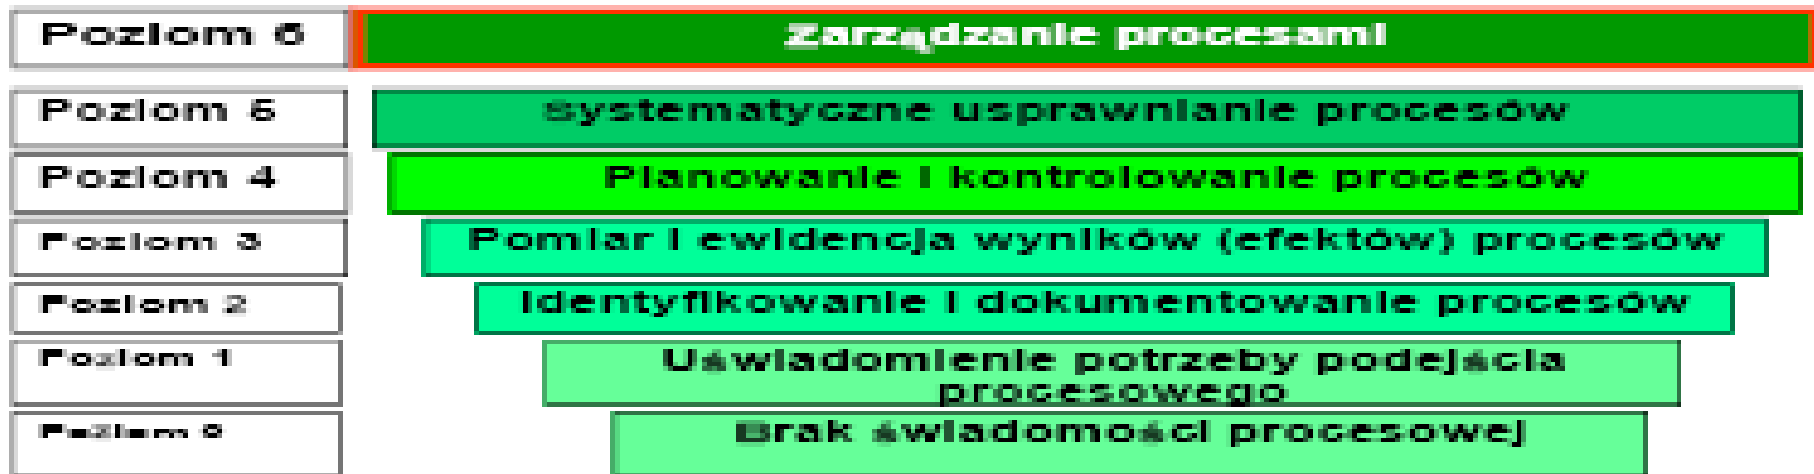 Poziom 6
Zarządzanie procesami
Poziom 5
Systematyczne usprawnianie procesów
Poziom 4
Planowanie i kontrolowanie procesów
Poziom 3
Pomiar i ewidencja wyników (efektów) procesów
Poziom 2
Identyfikowanie i dokumentowanie procesów
Poziom 1
Uświadomienie potrzeby podejścia
procesowego
Poziom 0
Brak świadomości procesowej